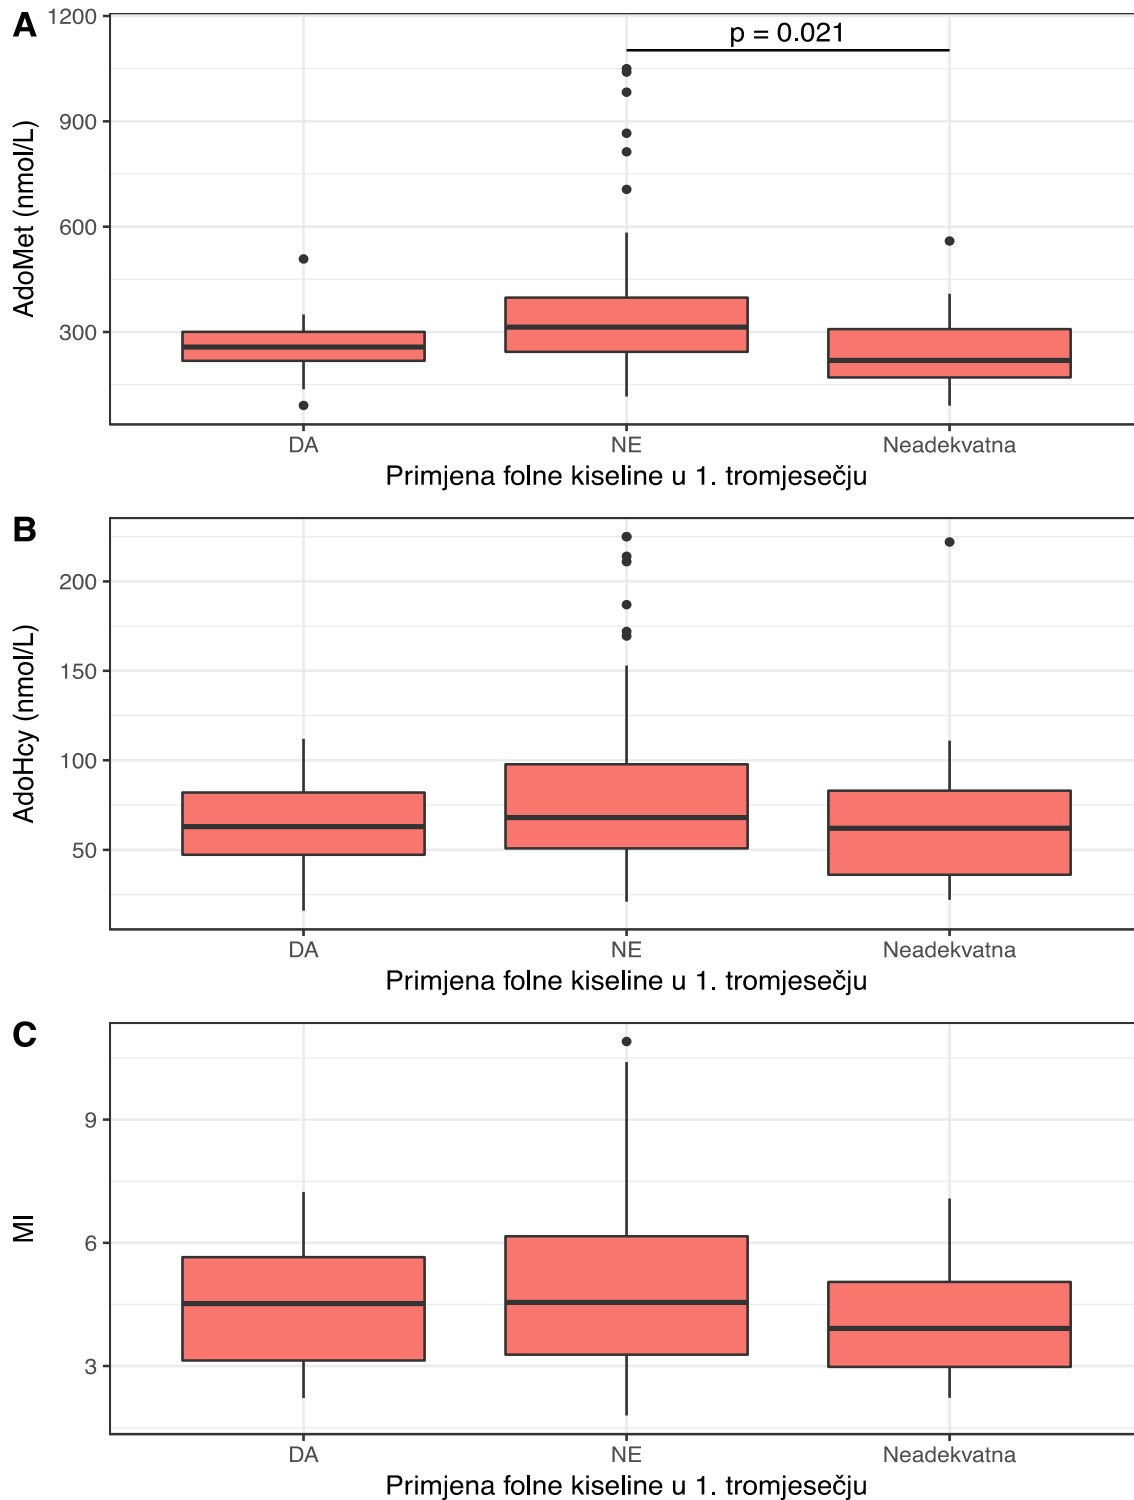 A
1200
p = 0.021
900
600
300
AdoMet (nmol/L)
DA NE Neadekvatna
Primjena folne kiseline u 1. tromjesečju
B
200
150
100
50
AdoHcy (nmol/L)
DA NE Neadekvatna
Primjena folne kiseline u 1. tromjesečju
C
9
6
3
MI
DA NE Neadekvatna
Primjena folne kiseline u 1. tromjesečju